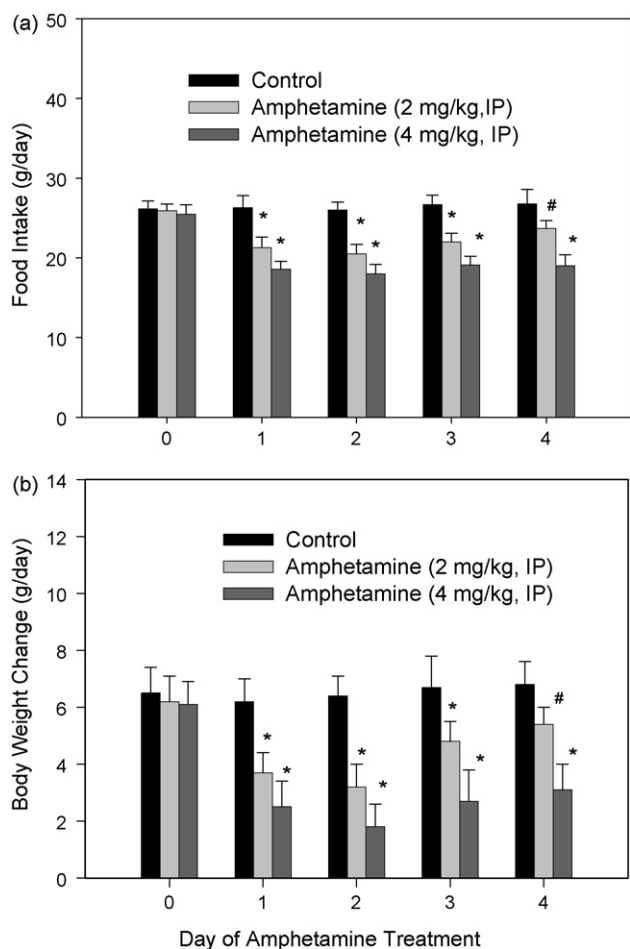 (a)
50
40
30
20
10
0
Food Intake (g/day)
Control
Amphetamine (2 mg/kg,IP)
Amphetamine (4 mg/kg, IP)
* * * * * * # *
0 1 2 3 4
(b)
14
12
10
8
6
4
2
0
Body Weight Change (g/day)
Control
Amphetamine (2 mg/kg, IP)
Amphetamine (4 mg/kg, IP)
* * * * * * # *
0 1 2 3 4
Day of Amphetamine Treatment